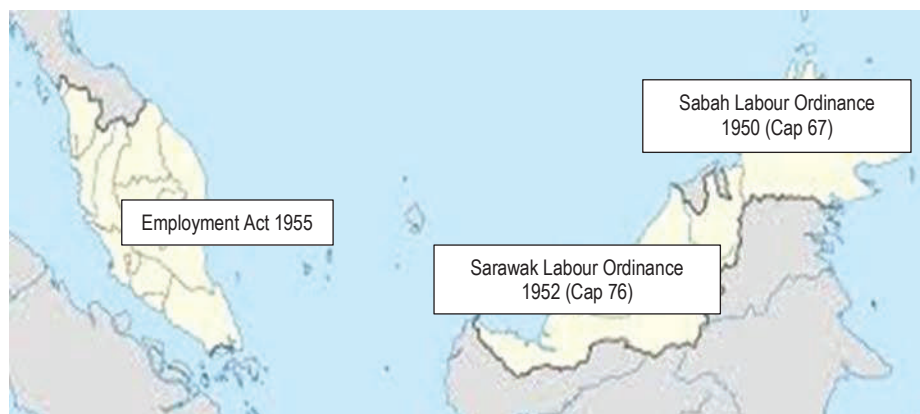 Sabah Labour Ordinance
1950 (Cap 67)
Employment Act 1955
Sarawak Labour Ordinance
1952 (Cap 76)